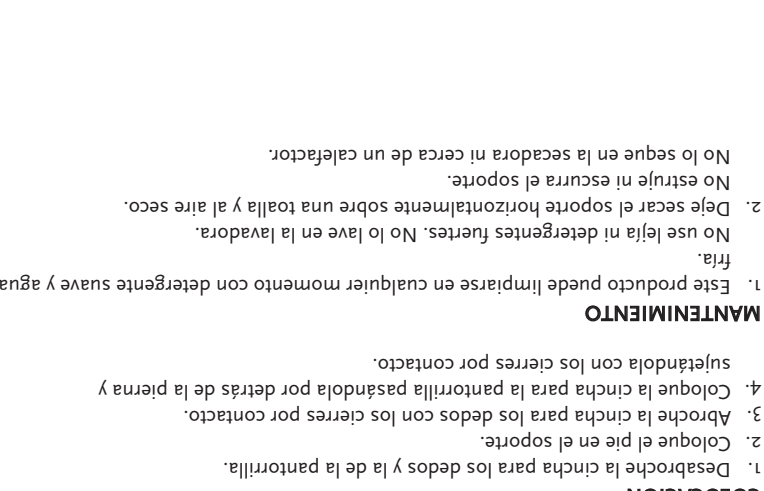 COLOCACIÓN
1. Desabroche la cincha para los dedos y la de la pantorrilla.
2. Coloque el pie en el soporte.
3. Abroche la cincha para los dedos con los cierres por contacto.
4. Coloque la cincha para la pantorrilla pasándola por detrás de la pierna y
sujetándola con los cierres por contacto.
MANTENIMIENTO
1. Este producto puede limpiarse en cualquier momento con detergente suave y agua
fría.
No use lejía ni detergentes fuertes. No lo lave en la lavadora.
2. Deje secar el soporte horizontalmente sobre una toalla y al aire seco.
No estruje ni escurra el soporte.
No lo seque en la secadora ni cerca de un calefactor.